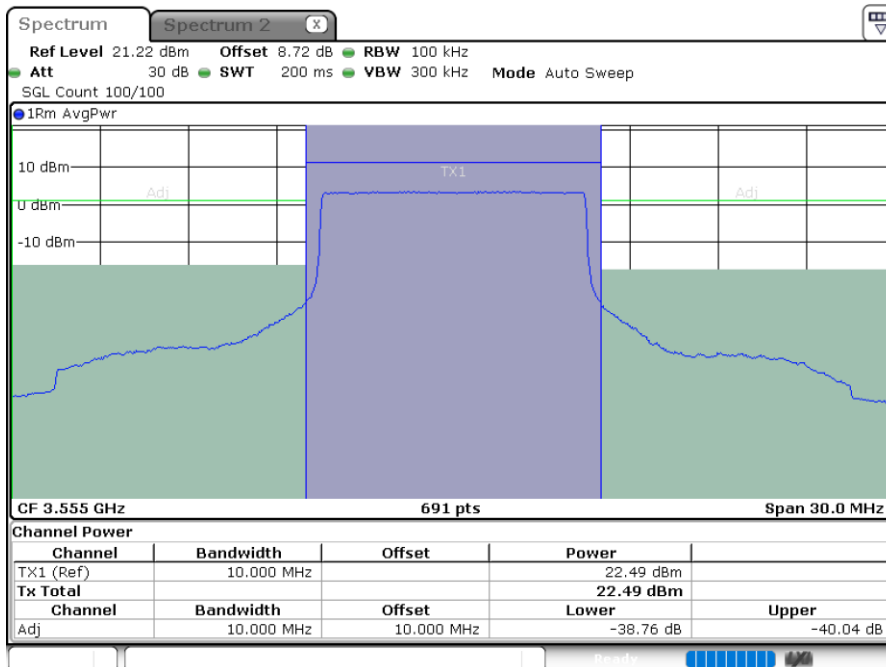 Spectrum Spectrum 2 X
Ref Level 21.22 dBm Offset 8.72 dB RBW 100 kHz
Att 30 dB SWT 200 ms VBW 300 kHz Mode Auto Sweep
SGL Count 100/100
1Rm AvgPwr
10 dBm
TX1
Adj Adj
0 dBm
-10 dBm
CF 3.555 GHz 691 pts Span 30.0 MHz
Channel Power
Channel Bandwidth Offset Power
TX1 (Ref) 10.000 MHz 22.49 dBm
Tx Total 22.49 dBm
Channel Bandwidth Offset Lower Upper
Adj 10.000 MHz 10.000 MHz -38.76 dB -40.04 dB
Ready